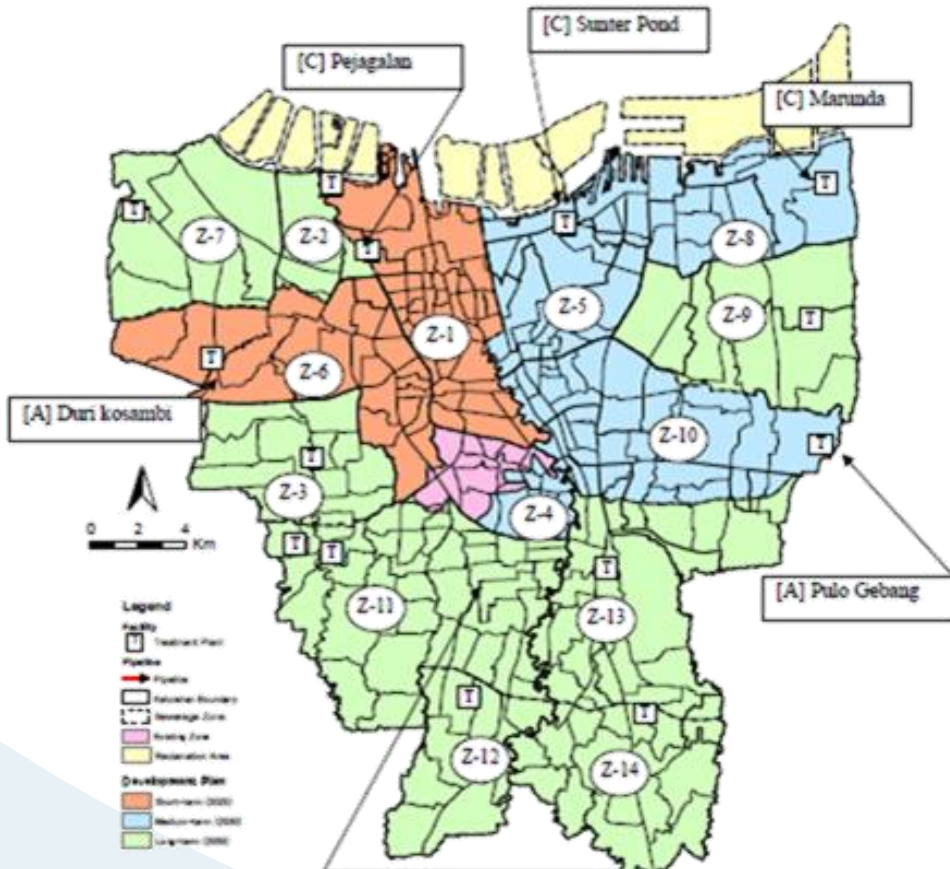 [C] Sunter Pond
[C] Pejagalan
[C] Marunda
T
T
T
T
Z-7
Z-2
Z-8
T
Z-5
Z-9
T
Z-1
T
Z-6
[A] Duri kosambi
Z-10
T
T
Z-3
Z-4
0 2 4
Km
T
T
T
[A] Pulo Gebang
Z-11
Z-13
Legend
Facility
T
Treatment Plant
Pipeline
Pipeline
Kelurahan Boundary
Sewerage Zone
Existing Zone
Reclamation Area
T
T
Z-12
Z-14
Development Plan